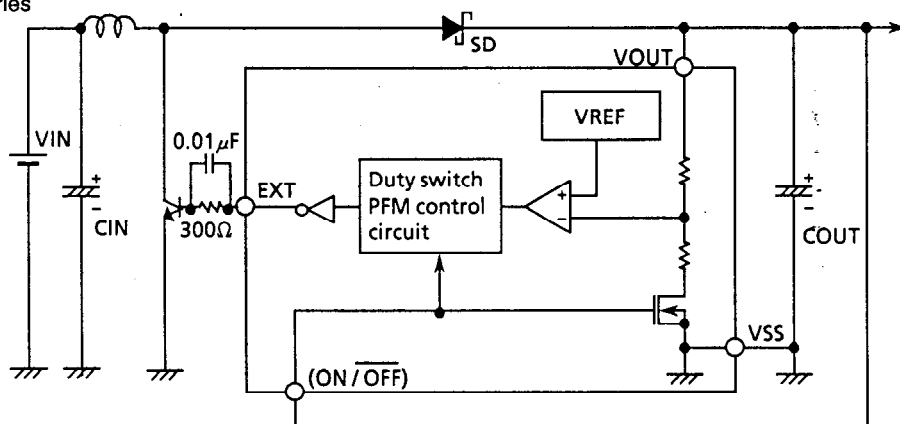 ries
SD
VOUT
VREF
VIN
0.01μF
+
-
CIN
300Ω
EXT
Duty switch
PFM control
circuit
+
-
+
-
COUT
VSS
(ON / OFF)